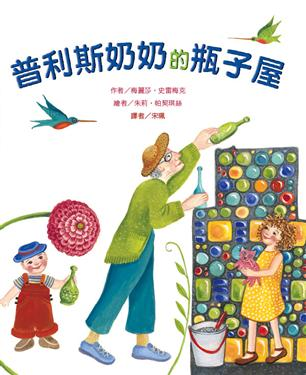 普利斯奶奶的瓶子屋
作者／梅麗莎・史雷梅克
繪者／朱莉・帕契琪絲
譯者／宋珮